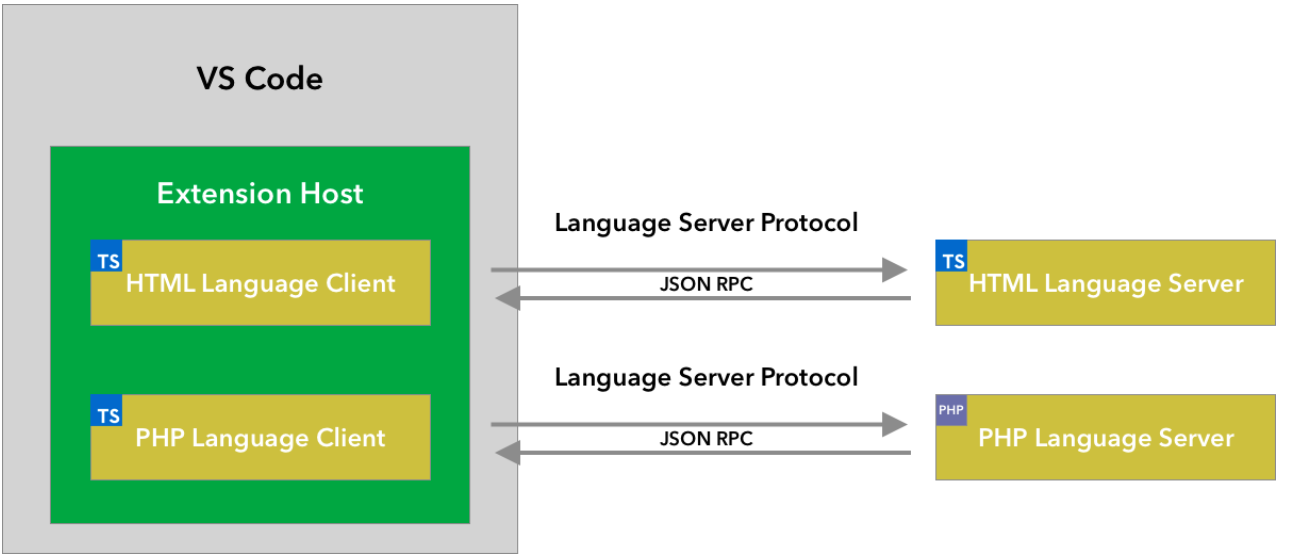 VS Code
Extension Host
TS
HTML Language Client
Language Server Protocol
JSON RPC
TS
HTML Language Server
TS
PHP Language Client
Language Server Protocol
JSON RPC
PHP
PHP Language Server